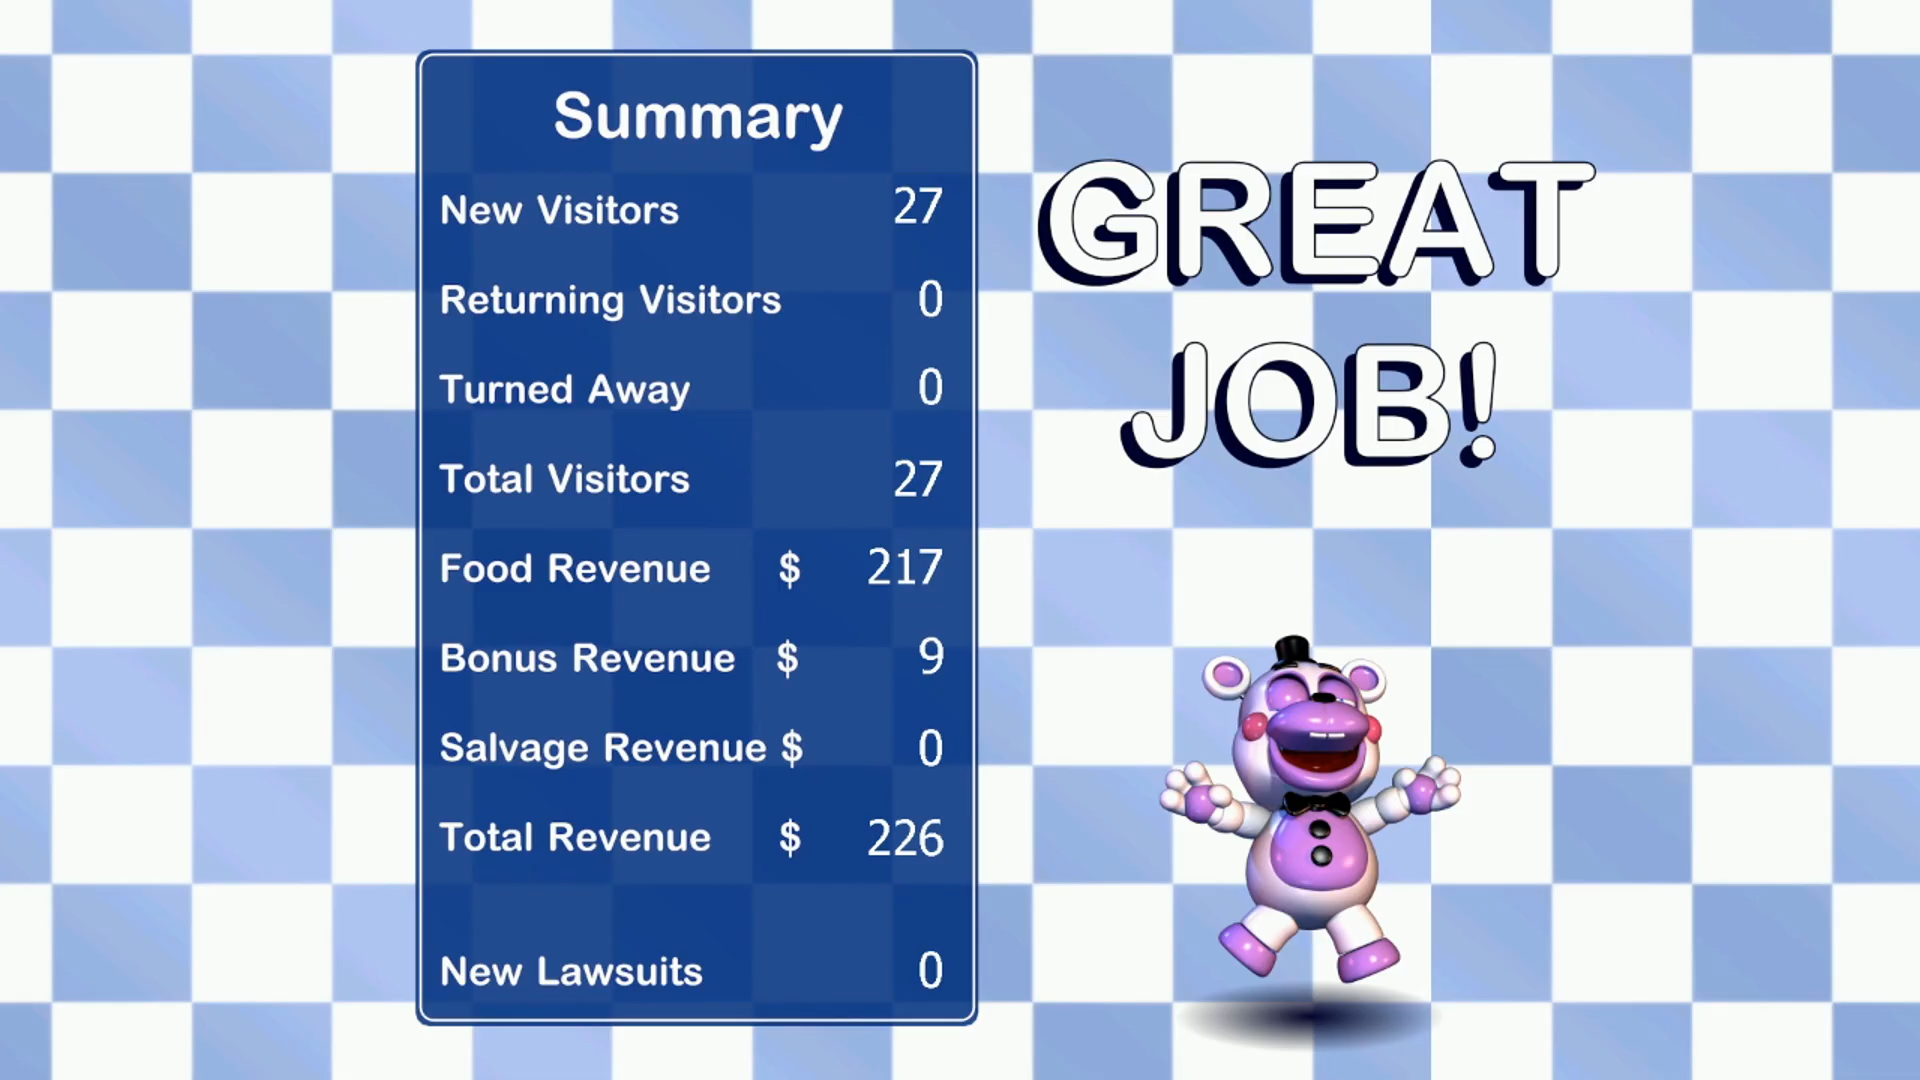 Summary
New Visitors 27
Returning Visitors 0
Turned Away 0
Total Visitors 27
Food Revenue $ 217
Bonus Revenue $ 9
Salvage Revenue $ 0
Total Revenue $ 226
New Lawsuits 0
GREAT
JOB!